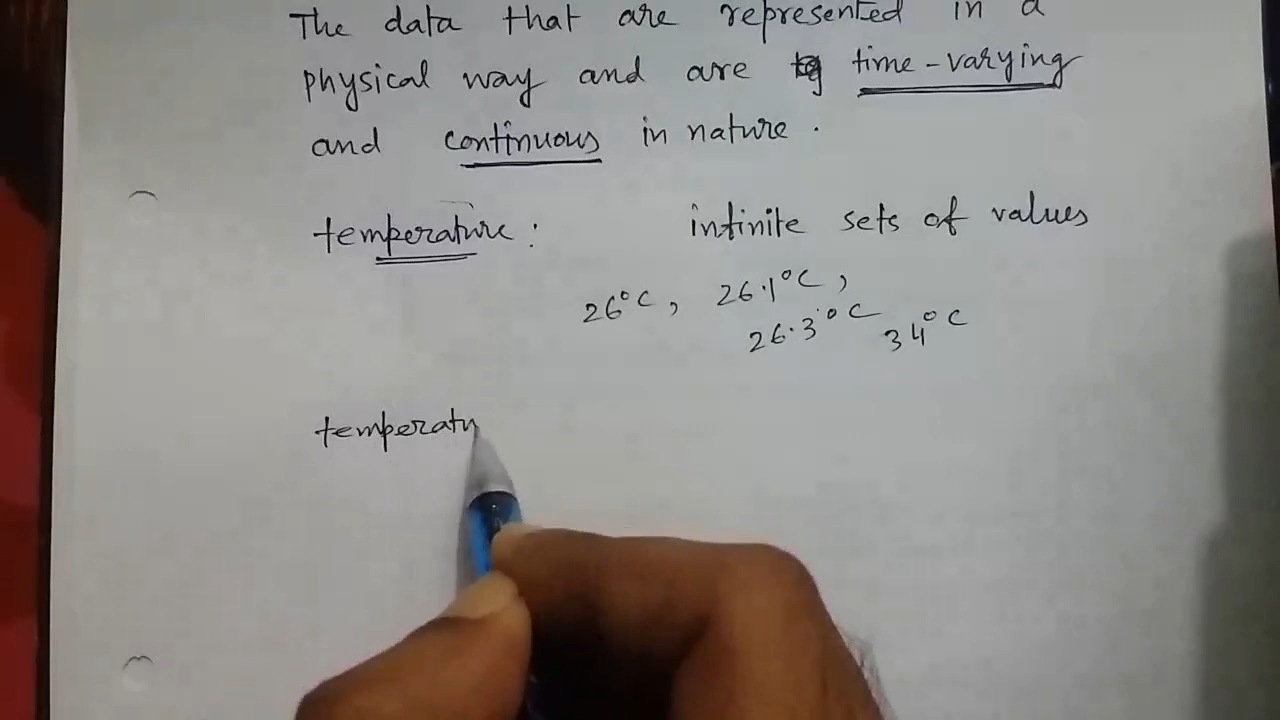 The data that are represented in a
physical way and are time-varying
and continuous in nature.
temperature: infinite sets of values
26°C, 26.1°C,
26.3°C 34°C
temperatu